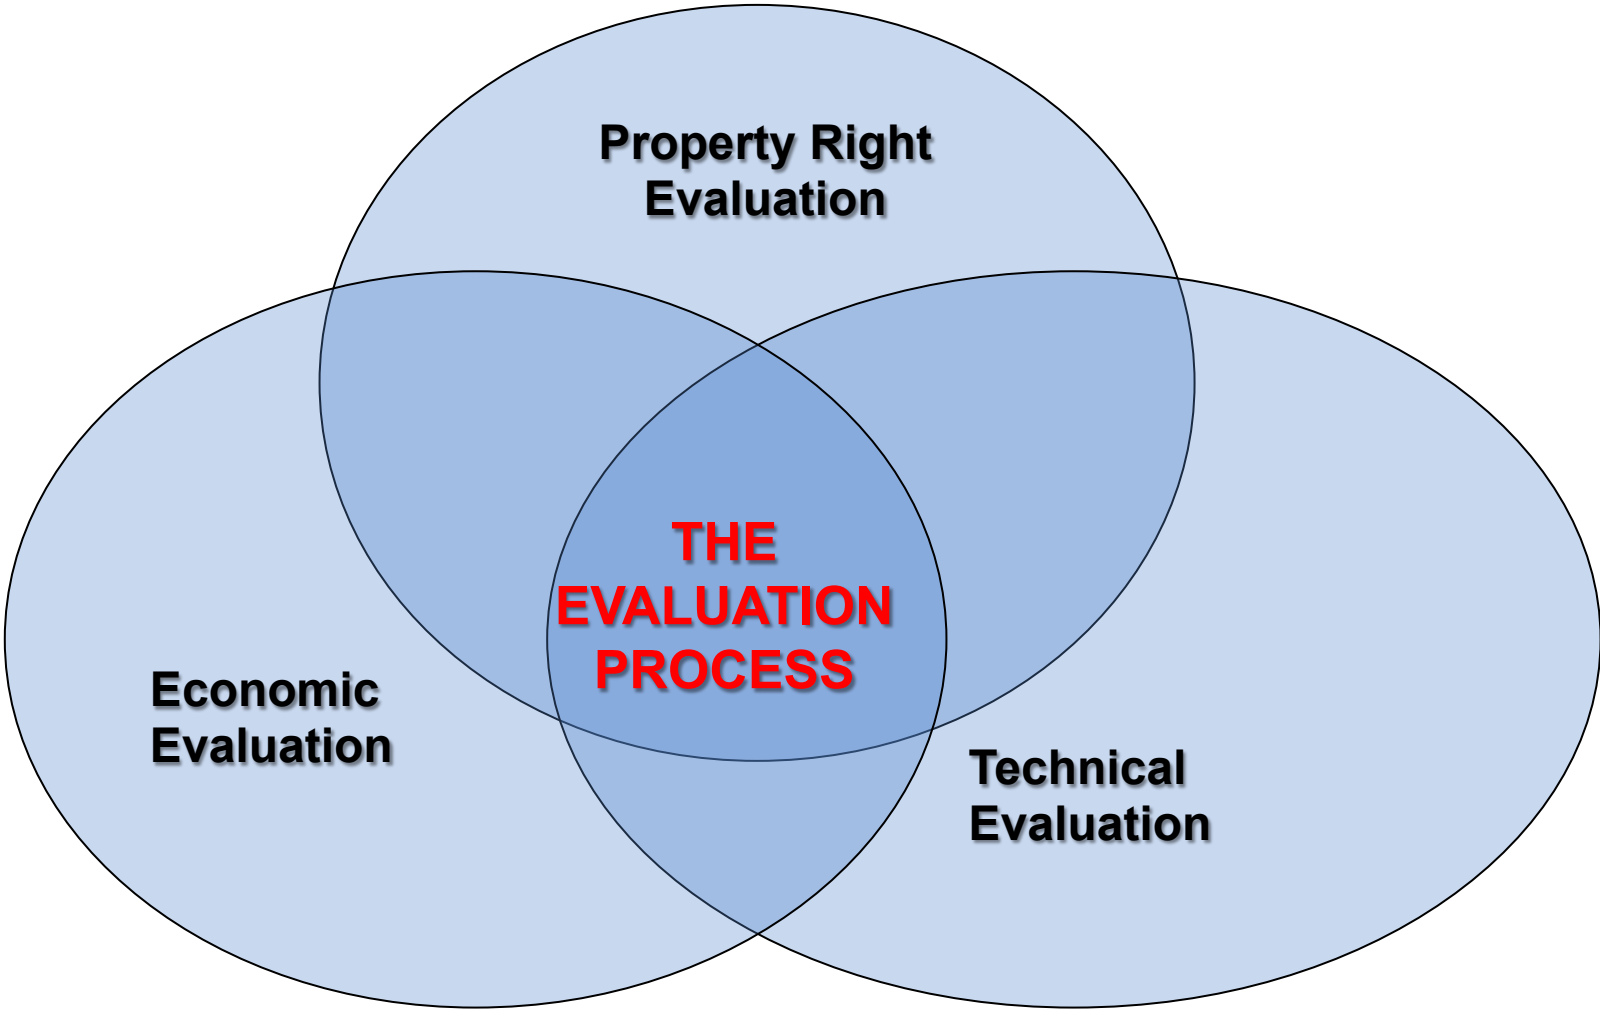 Property Right
Evaluation
THE
EVALUATION
PROCESS
Economic
Evaluation
Technical
Evaluation